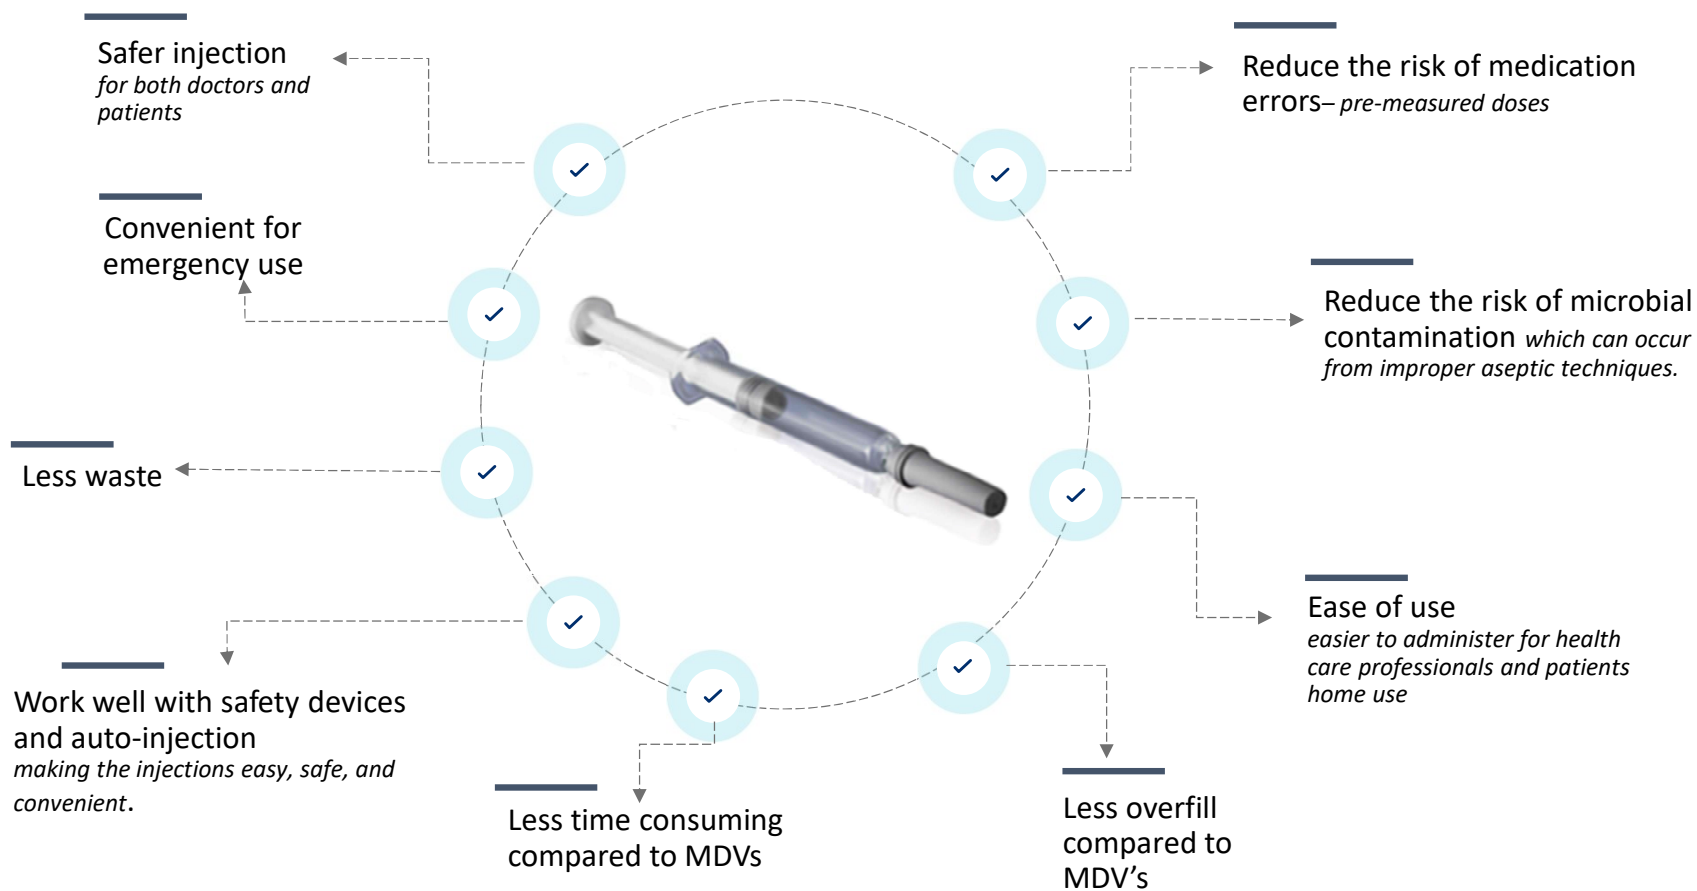 Safer injection
for both doctors and
patients
Convenient for
emergency use
Less waste
Work well with safety devices
and auto-injection
making the injections easy, safe, and
convenient.
Less time consuming
compared to MDVs
Less overfill
compared to
MDV’s
Ease of use
easier to administer for health
care professionals and patients
home use
Reduce the risk of microbial
contamination which can occur
from improper aseptic techniques.
Reduce the risk of medication
errors– pre-measured doses